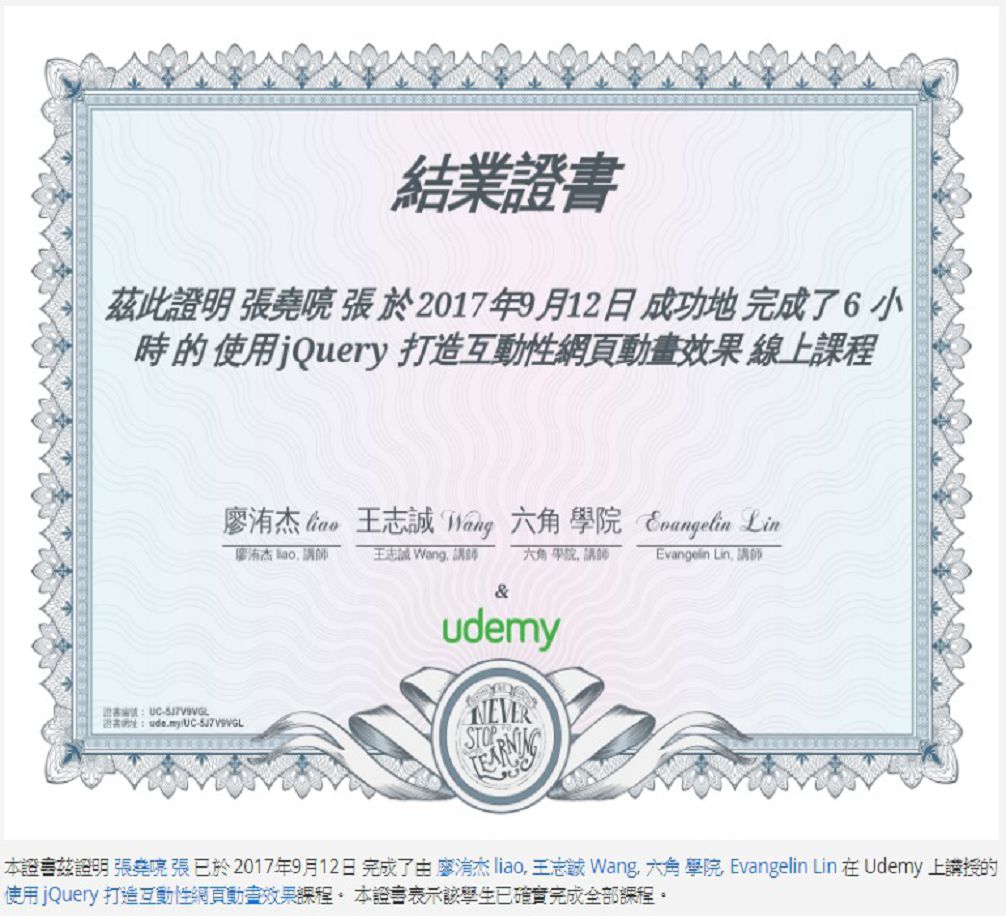 結業證書
茲此證明 張堯喨 張 於 2017年9月12日 成功地 完成了 6 小
時 的 使用 jQuery 打造互動性網頁動畫效果 線上課程
廖洧杰 liao 王志誠 Wang 六角 學院 Evangelin Lin
廖洧杰 liao, 講師 王志誠 Wang, 講師 六角 學院, 講師 Evangelin Lin, 講師
&
udemy
證書編號： UC-5J7V9VGL
證書網址： ude.my/UC-5J7V9VGL
NEVER
STOP
LEARNING
本證書茲證明 張堯喨 張 已於 2017年9月12日 完成了由 廖洧杰 liao, 王志誠 Wang, 六角 學院, Evangelin Lin 在 Udemy 上講授的
使用 jQuery 打造互動性網頁動畫效果課程。 本證書表示該學生已確實完成全部課程。